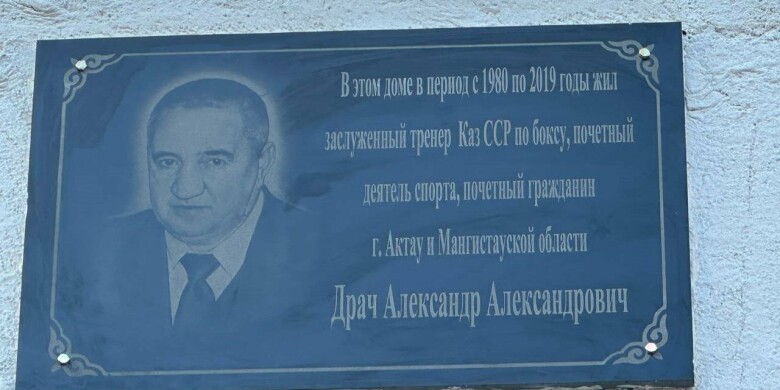 В этом доме в период с 1980 по 2019 годы жил
заслуженный тренер Каз ССР по боксу, почетный
деятель спорта, почетный гражданин
г. Актау и Мангистауской области
Драч Александр Александрович